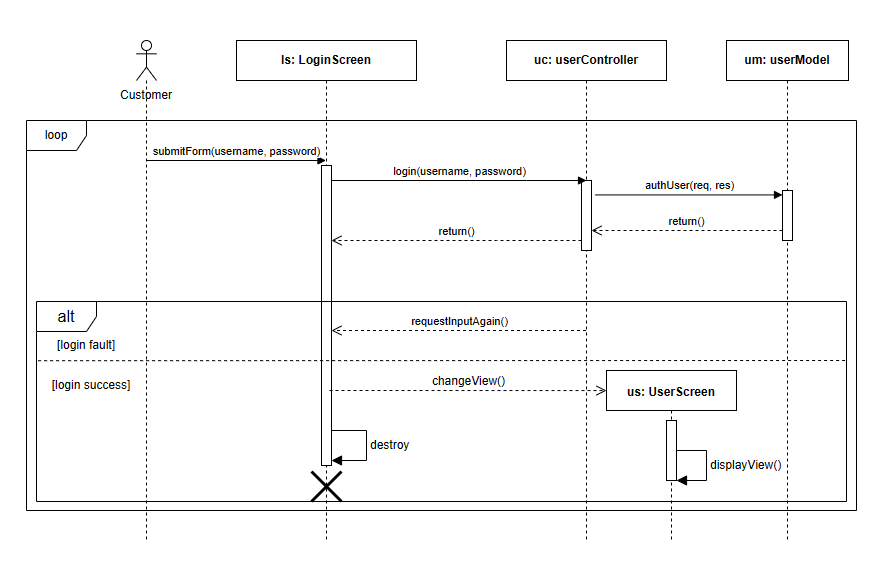 ls: LoginScreen
uc: userController
um: userModel
Customer
loop
submitForm(username, password)
login(username, password)
authUser(req, res)
return()
return()
alt
requestInputAgain()
[login fault]
[login success]
changeView()
us: UserScreen
destroy
displayView()